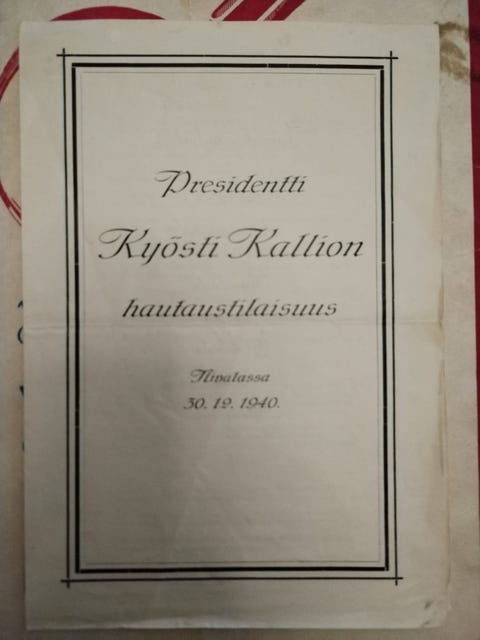 Presidentti
Kyösti Kallion
hautaustilaisuus
Nivalassa
30. 12. 1940.